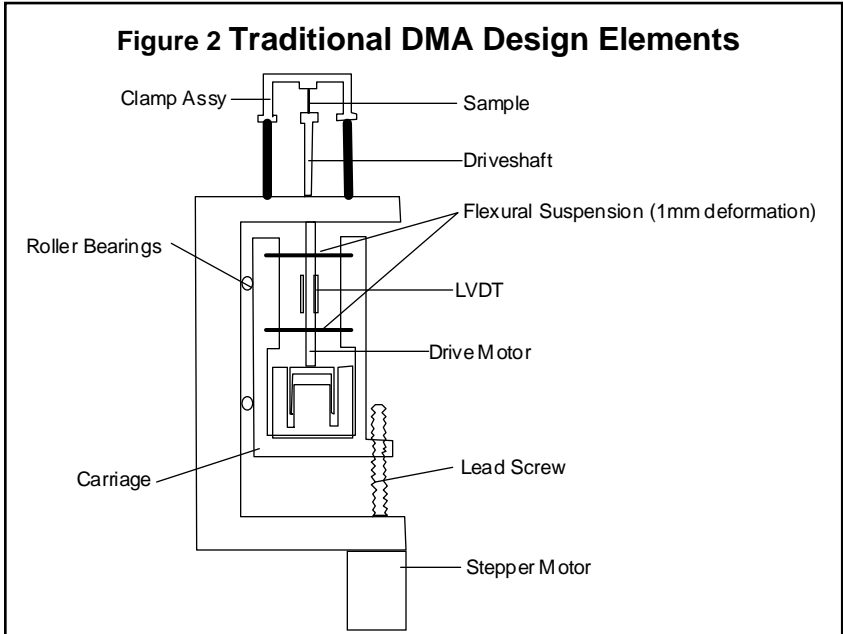 Figure 2 Traditional DMA Design Elements
Clamp Assy
Sample
Driveshaft
Flexural Suspension (1mm deformation)
Roller Bearings
LVDT
Drive Motor
Carriage
Lead Screw
Stepper Motor